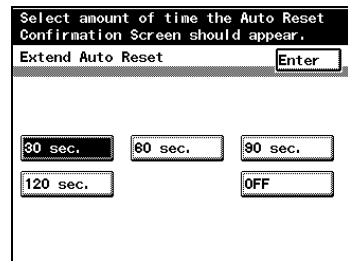 Select amount of time the Auto Reset
Confirmation Screen should appear.
Extend Auto Reset
Enter
30 sec.
60 sec.
90 sec.
120 sec.
OFF